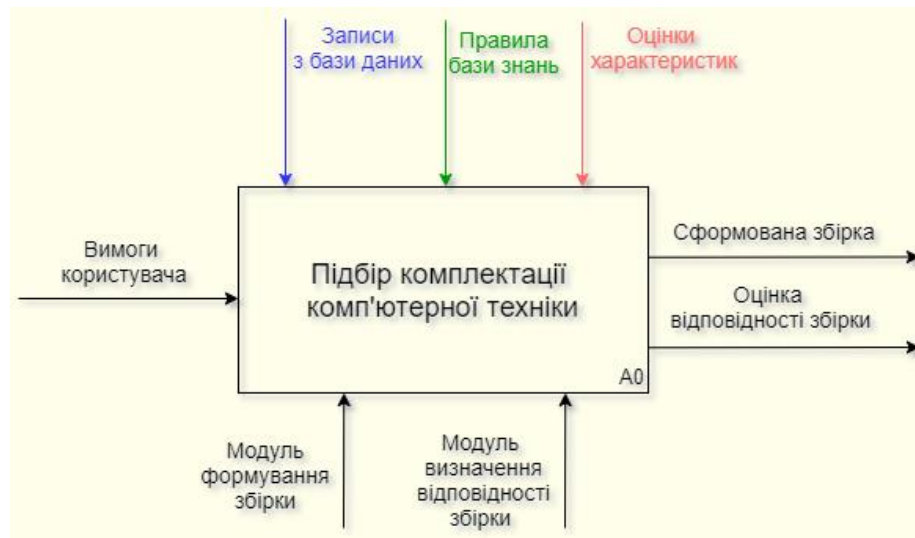 Записи
з бази даних
Правила
бази знань
Оцінки
характеристик
Вимоги
користувача
Підбір комплектації
комп'ютерної техніки
A0
Сформована збірка
Оцінка
відповідності збірки
Модуль
формування
збірки
Модуль
визначення
відповідності
збірки